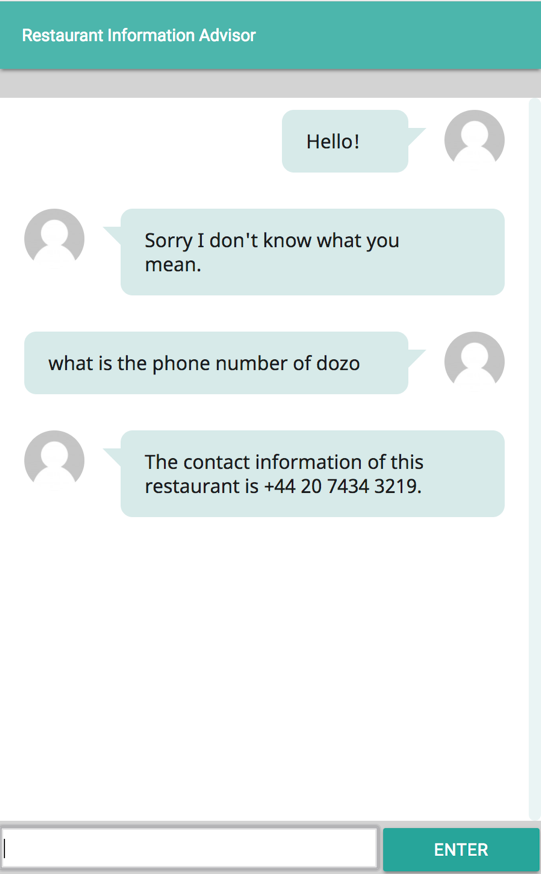 Restaurant Information Advisor
Hello!
Sorry I don't know what you
mean.
what is the phone number of dozo
The contact information of this
restaurant is +44 20 7434 3219.
ENTER